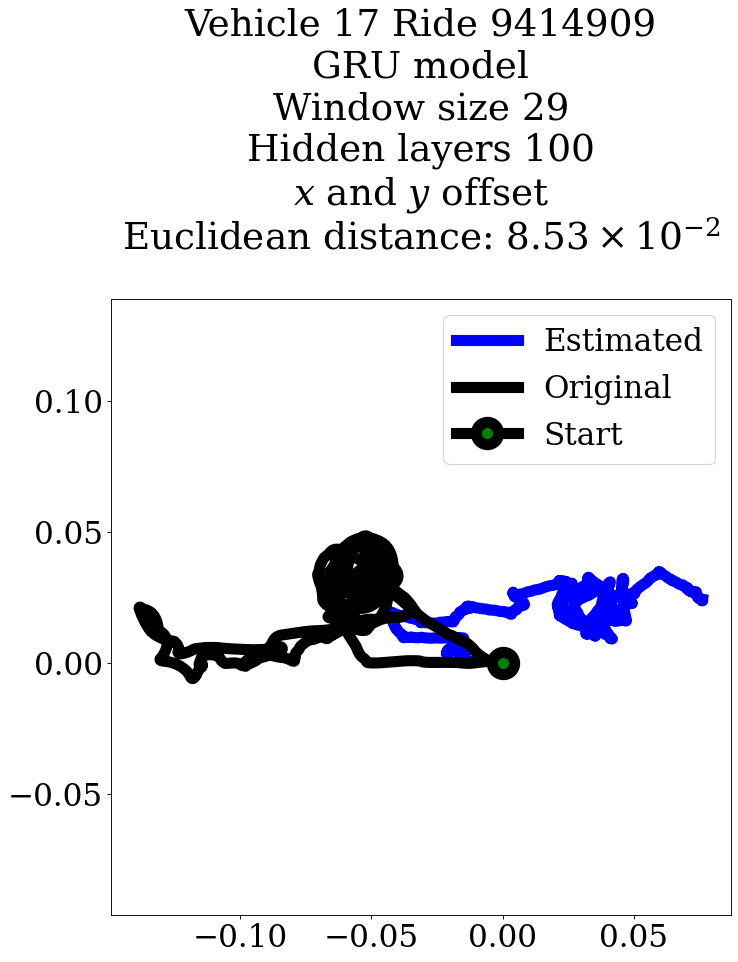 Vehicle 17 Ride 9414909
GRU model
Window size 29
Hidden layers 100
x and y offset
Euclidean distance: 8.53 × 10⁻²
Estimated
Original
Start
0.10
0.05
0.00
−0.05
−0.10 −0.05 0.00 0.05